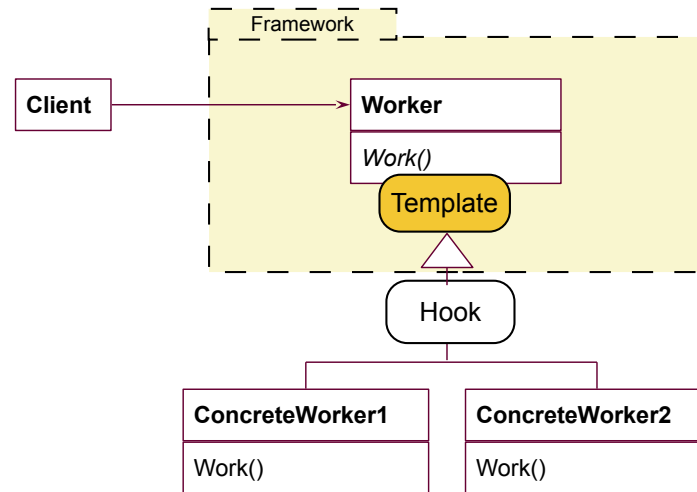 Framework
Client
Worker
Work()
Template
Hook
ConcreteWorker1
ConcreteWorker2
Work()
Work()